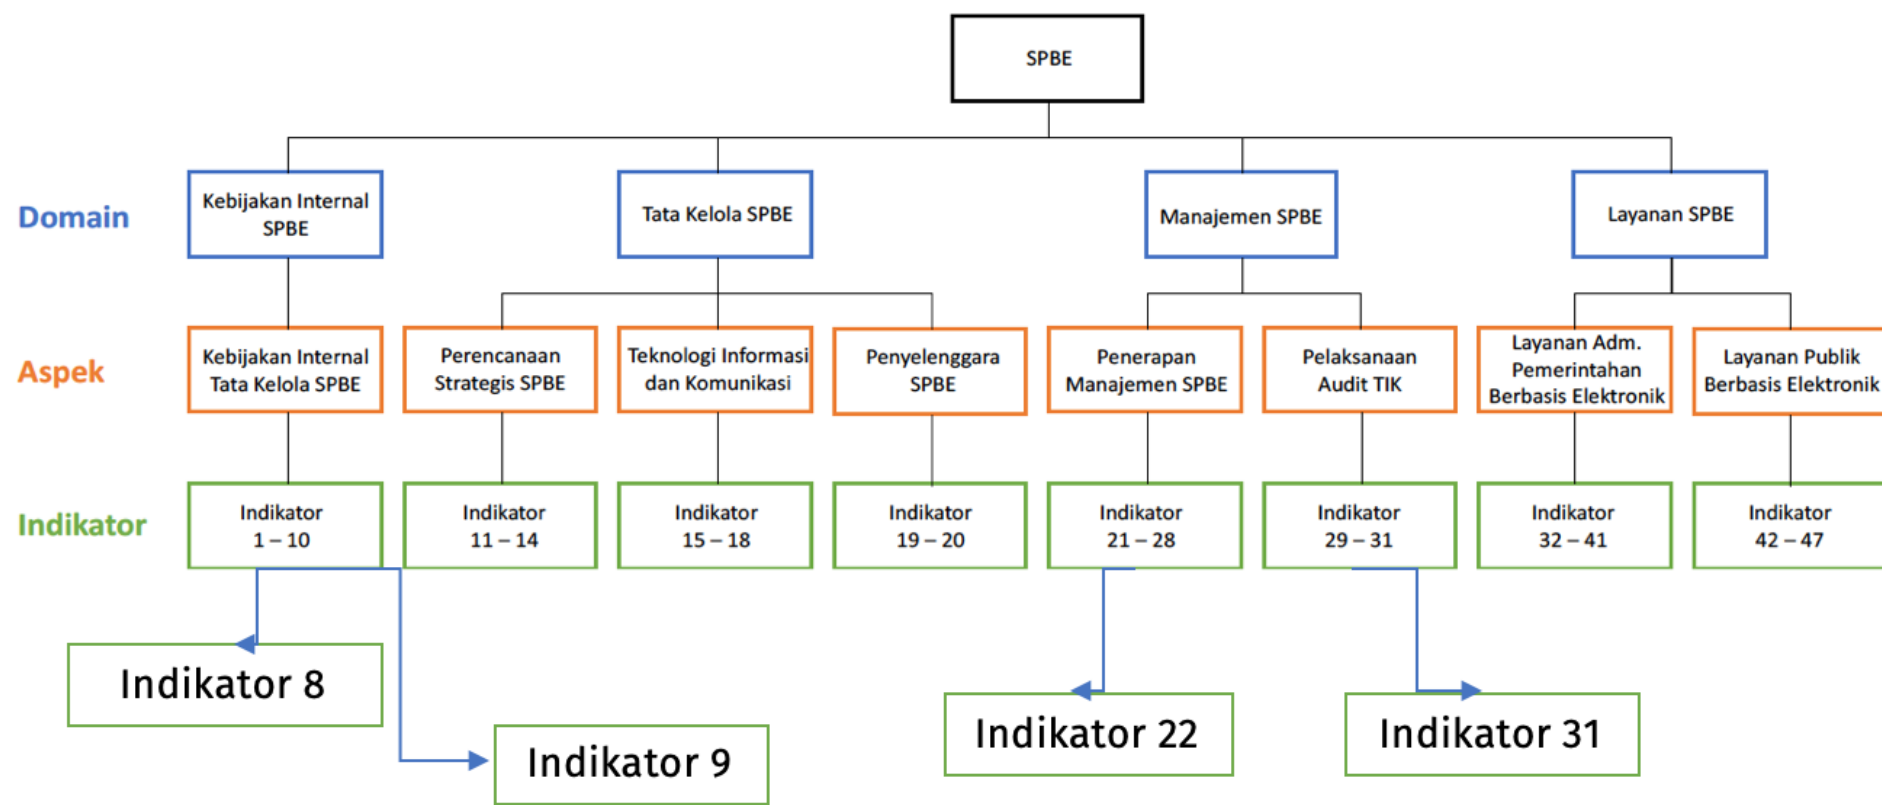 SPBE
Domain
Kebijakan Internal
SPBE
Tata Kelola SPBE
Manajemen SPBE
Layanan SPBE
Aspek
Kebijakan Internal
Tata Kelola SPBE
Perencanaan
Strategis SPBE
Teknologi Informasi
dan Komunikasi
Penyelenggara
SPBE
Penerapan
Manajemen SPBE
Pelaksanaan
Audit TIK
Layanan Adm.
Pemerintahan
Berbasis Elektronik
Layanan Publik
Berbasis Elektronik
Indikator
Indikator
1 – 10
Indikator
11 – 14
Indikator
15 – 18
Indikator
19 – 20
Indikator
21 – 28
Indikator
29 – 31
Indikator
32 – 41
Indikator
42 – 47
Indikator 8
Indikator 9
Indikator 22
Indikator 31